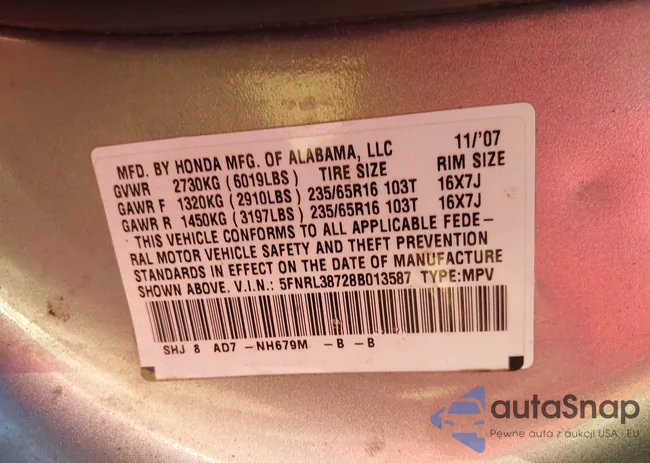 MFD. BY HONDA MFG. OF ALABAMA, LLC 11/'07
GVWR 2730KG (6019LBS) TIRE SIZE RIM SIZE
GAWR F 1320KG (2910LBS) 235/65R16 103T 16X7J
GAWR R 1450KG (3197LBS) 235/65R16 103T 16X7J
THIS VEHICLE CONFORMS TO ALL APPLICABLE FEDE-
RAL MOTOR VEHICLE SAFETY AND THEFT PREVENTION
STANDARDS IN EFFECT ON THE DATE OF MANUFACTURE
SHOWN ABOVE. V.I.N.: 5FNRL38728B013587 TYPE:MPV
SHJ 8 AD7 -NH679M -B -B
autaSnap
Pewne auta z aukcji USA i EU